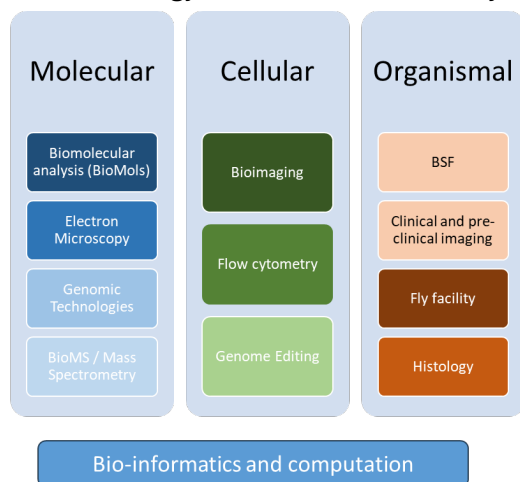 Molecular
Biomolecular
analysis (BioMols)
Electron
Microscopy
Genomic
Technologies
BioMS / Mass
Spectrometry
Cellular
Bioimaging
Flow cytometry
Genome Editing
Organismal
BSF
Clinical and pre-
clinical imaging
Fly facility
Histology
Bio-informatics and computation